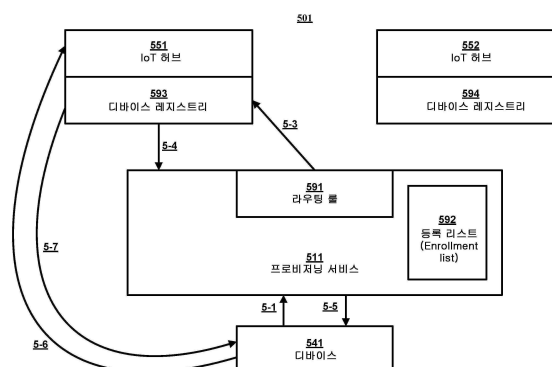 501
551
IoT 허브
593
디바이스 레지스트리
552
IoT 허브
594
디바이스 레지스트리
5-3
5-4
591
라우팅 룰
592
등록 리스트
(Enrollment
list)
511
프로비저닝 서비스
5-7
5-1
5-5
5-6
541
디바이스